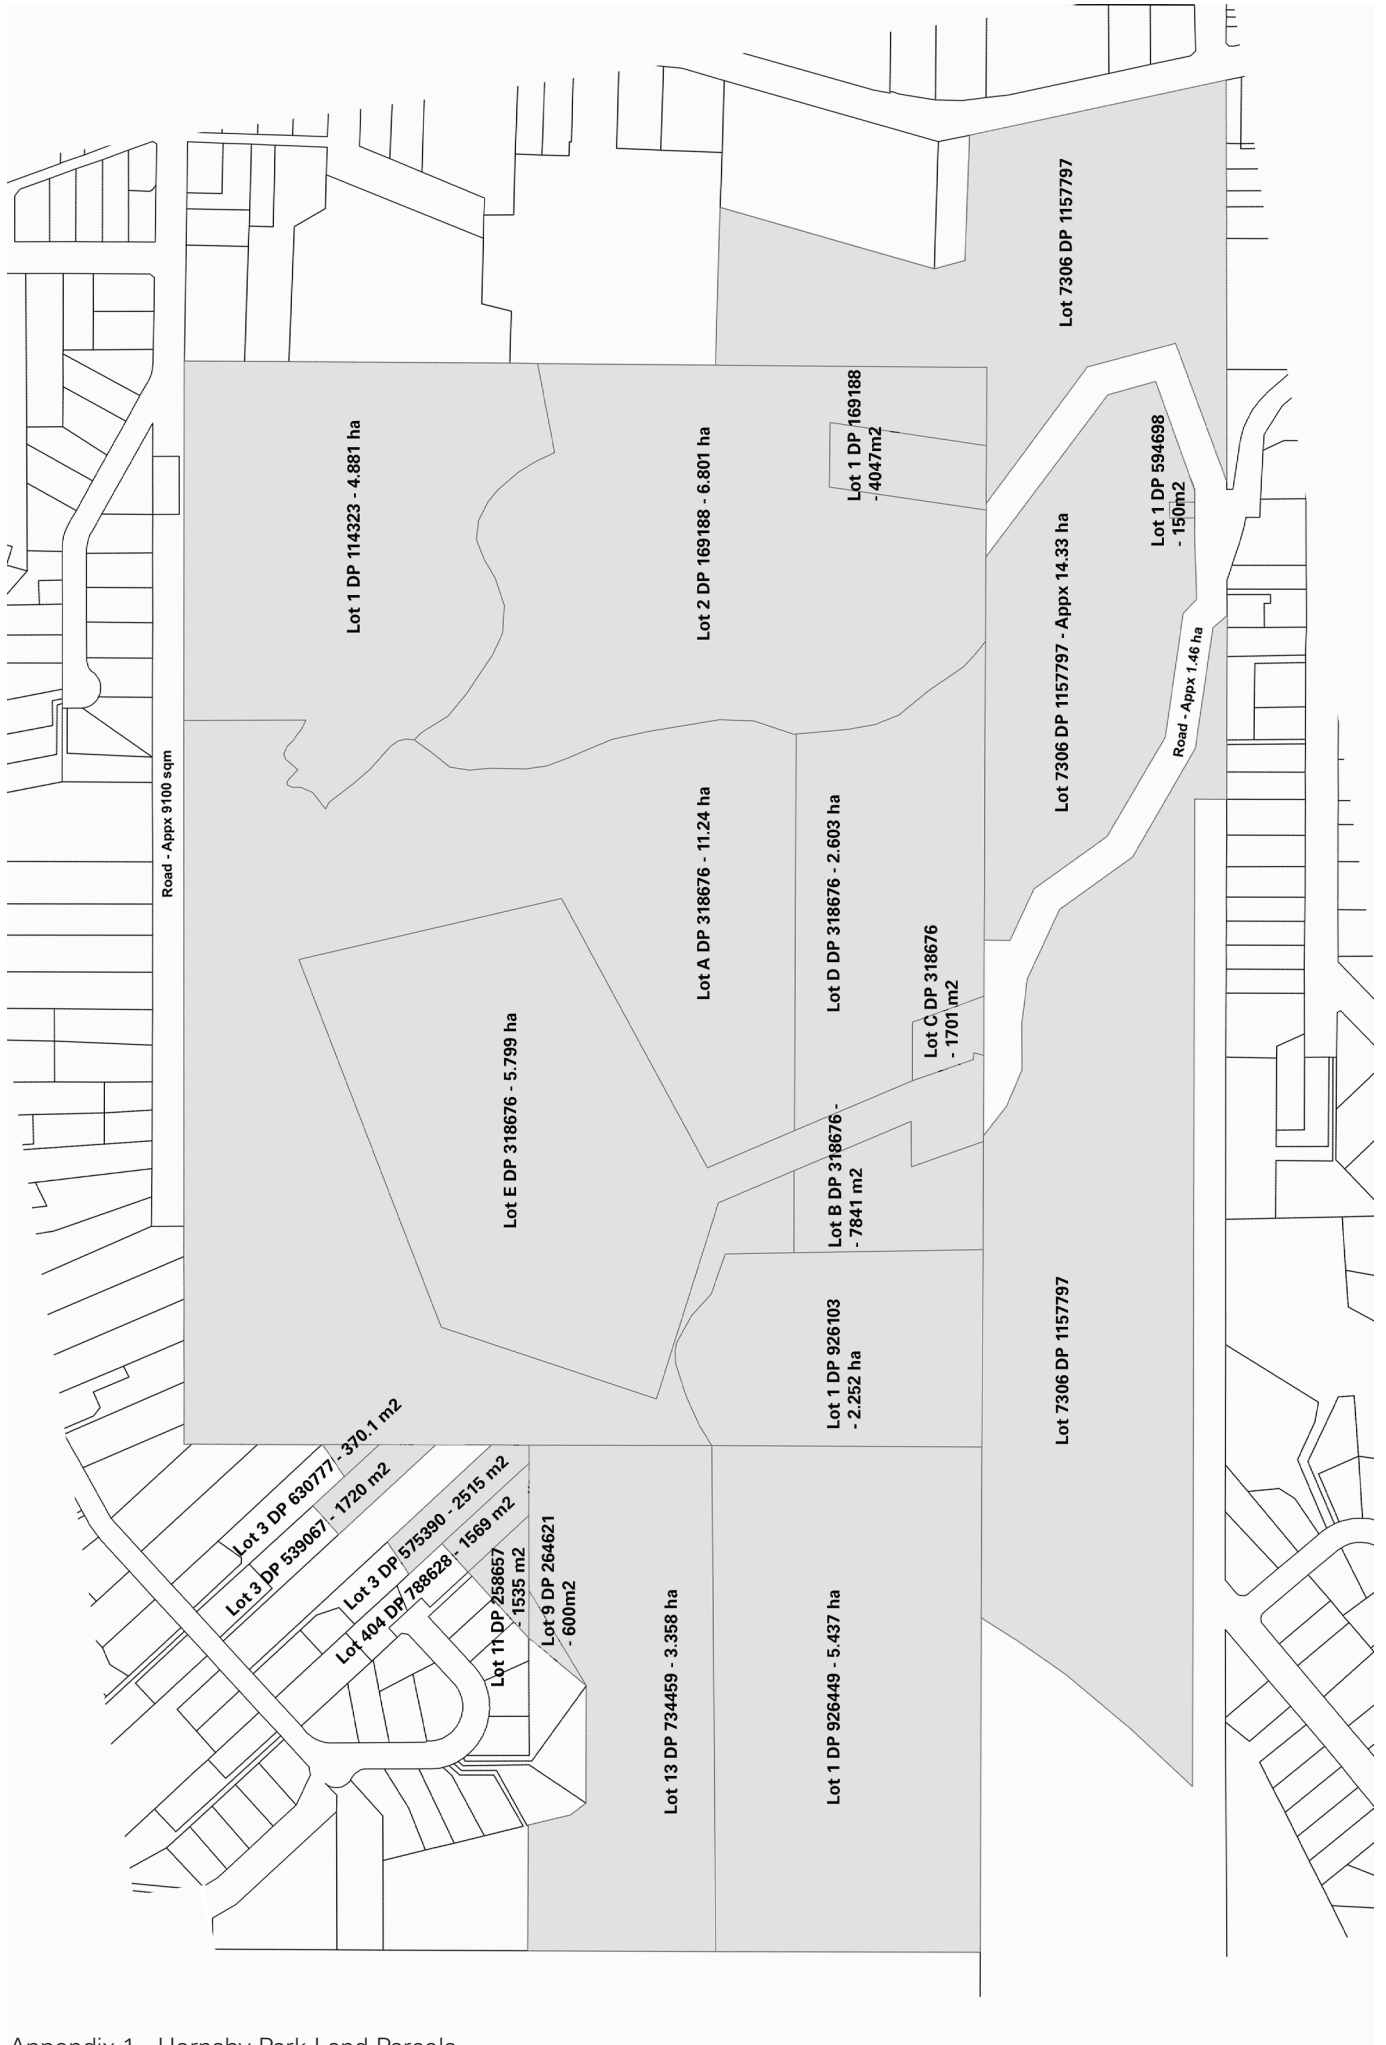 Lot 7306 DP 1157797
Lot 1 DP 114323 - 4.881 ha
Lot 2 DP 169188 - 6.801 ha
Lot 1 DP 169188
- 4047m2
Lot 1 DP 594698
- 150m2
Lot 7306 DP 1157797 - Appx 14.33 ha
Road - Appx 1.46 ha
Road - Appx 9100 sqm
Lot A DP 318676 - 11.24 ha
Lot D DP 318676 - 2.603 ha
Lot C DP 318676
- 1701 m2
Lot E DP 318676 - 5.799 ha
Lot B DP 318676 -
- 7841 m2
Lot 1 DP 926103
- 2.252 ha
Lot 7306 DP 1157797
Lot 3 DP 630777 - 370.1 m2
Lot 3 DP 539067 - 1720 m2
Lot 3 DP 575390 - 2515 m2
Lot 404 DP 788628 - 1569 m2
Lot 11 DP 258657
- 1535 m2
Lot 9 DP 264621
- 600m2
Lot 13 DP 734459 - 3.358 ha
Lot 1 DP 926449 - 5.437 ha
Appendix 1 - Hornsby Park Land Parcels